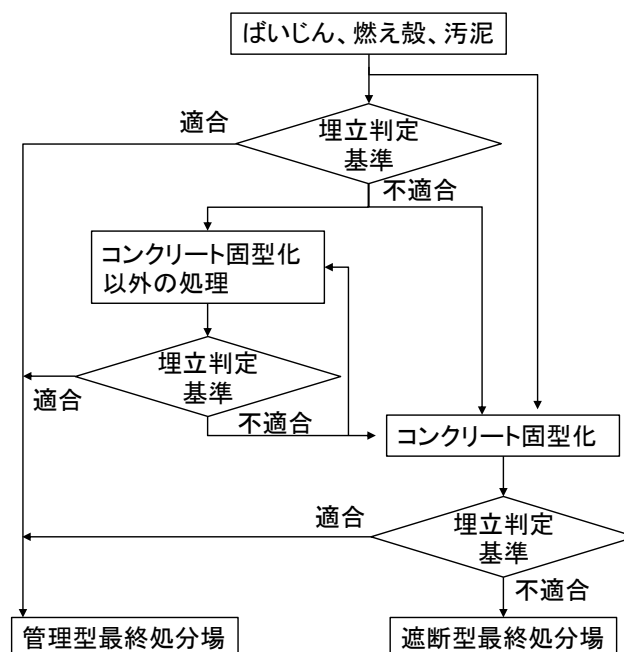 ばいじん、燃え殻、汚泥
適合
埋立判定
基準
不適合
コンクリート固型化
以外の処理
埋立判定
基準
適合
不適合
コンクリート固型化
適合
埋立判定
基準
不適合
管理型最終処分場
遮断型最終処分場